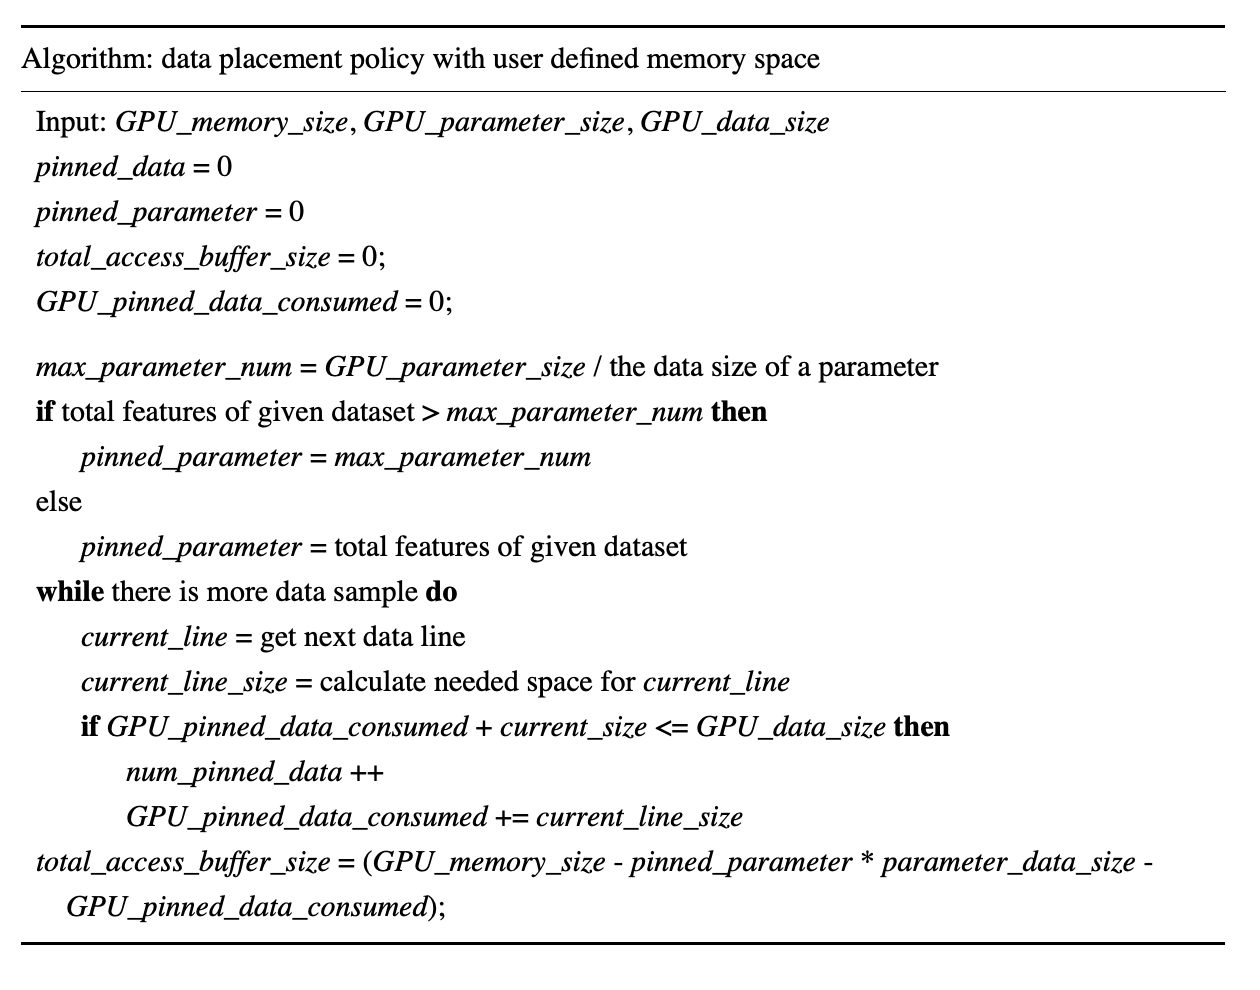 Algorithm: data placement policy with user defined memory space
Input: GPU_memory_size, GPU_parameter_size, GPU_data_size
pinned_data = 0
pinned_parameter = 0
total_access_buffer_size = 0;
GPU_pinned_data_consumed = 0;
max_parameter_num = GPU_parameter_size / the data size of a parameter
if total features of given dataset > max_parameter_num then
pinned_parameter = max_parameter_num
else
pinned_parameter = total features of given dataset
while there is more data sample do
current_line = get next data line
current_line_size = calculate needed space for current_line
if GPU_pinned_data_consumed + current_size <= GPU_data_size then
num_pinned_data ++
GPU_pinned_data_consumed += current_line_size
total_access_buffer_size = (GPU_memory_size - pinned_parameter * parameter_data_size -
GPU_pinned_data_consumed);